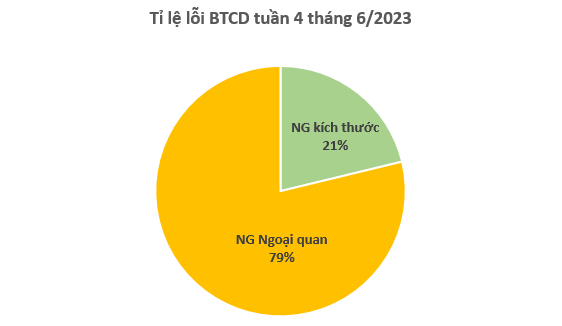 Tỉ lệ lỗi BTCD tuần 4 tháng 6/2023
NG kích thước
21%
NG Ngoại quan
79%